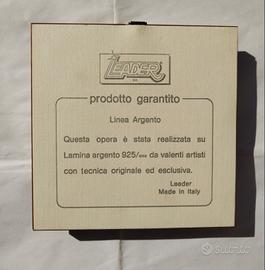 LEADER
prodotto garantito
Linea Argento
Questa opera è stata realizzata su
Lamina argento 925/°°° da valenti artisti
con tecnica originale ed esclusiva.
Leader
Made in Italy
subito